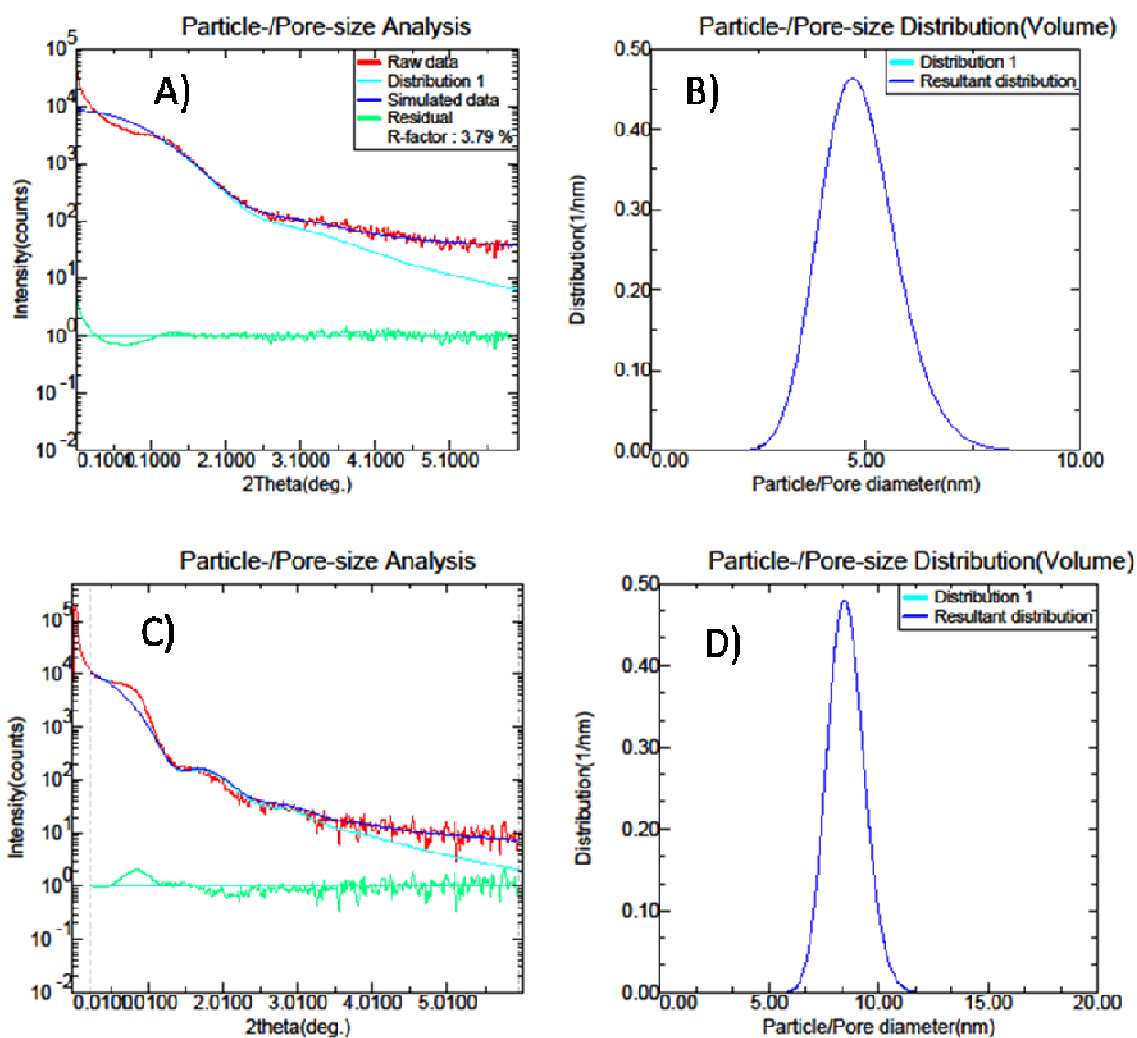 Particle-/Pore-size Analysis
10^5
10^4
10^3
10^2
10^1
10^0
10^-1
10^-2
Intensity(counts)
A)
Raw data
Distribution 1
Simulated data
Residual
R-factor : 3.79 %
0.1000 1.1000 2.1000 3.1000 4.1000 5.1000
2Theta(deg.)
Particle-/Pore-size Distribution(Volume)
0.50
0.40
0.30
0.20
0.10
0.00
Distribution(1/nm)
B)
Distribution 1
Resultant distribution
0.00 5.00 10.00
Particle/Pore diameter(nm)
Particle-/Pore-size Analysis
10^5
10^4
10^3
10^2
10^1
10^0
10^-1
10^-2
Intensity(counts)
C)
0.0100 1.0100 2.0100 3.0100 4.0100 5.0100
2theta(deg.)
Particle-/Pore-size Distribution(Volume)
0.50
0.40
0.30
0.20
0.10
0.00
Distribution(1/nm)
D)
Distribution 1
Resultant distribution
0.00 5.00 10.00 15.00 20.00
Particle/Pore diameter(nm)